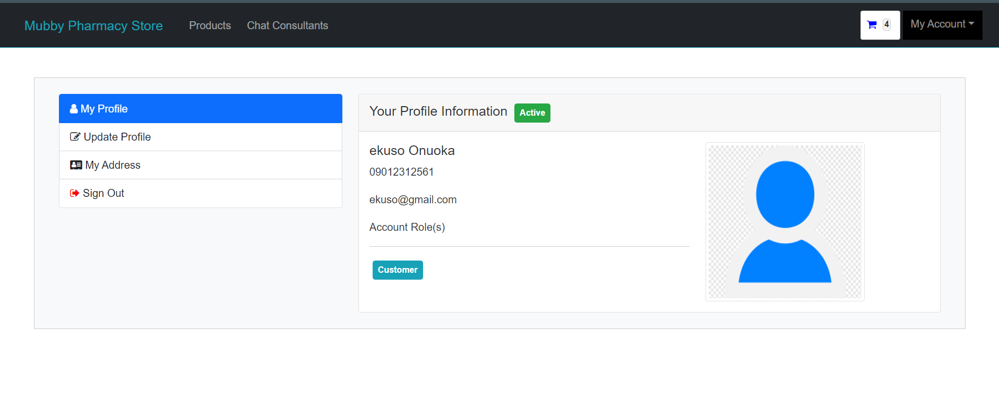 Mubby Pharmacy Store Products Chat Consultants 4 My Account
My Profile
Update Profile
My Address
Sign Out
Your Profile Information Active
ekuso Onuoka
09012312561
ekuso@gmail.com
Account Role(s)
Customer